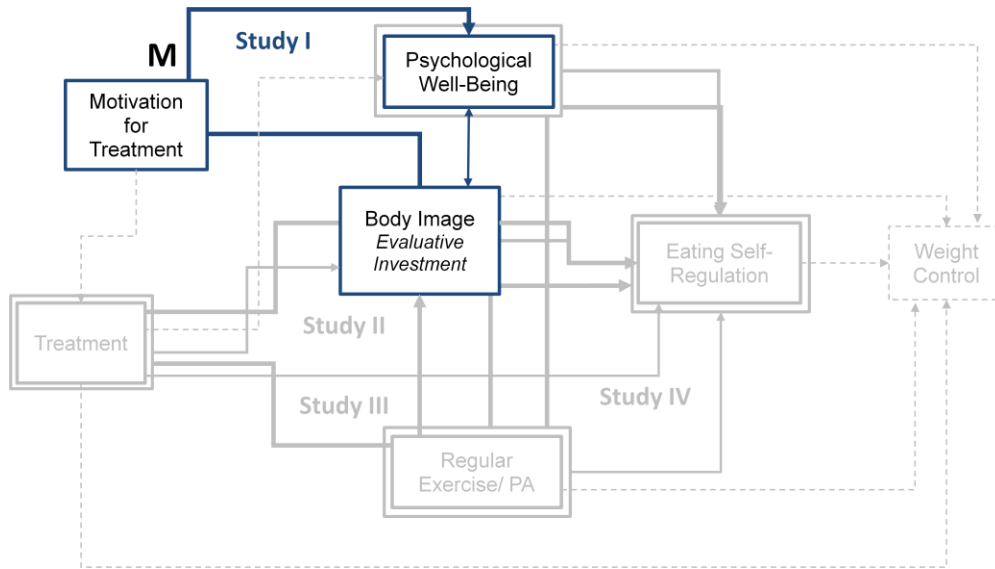 Study I
M
Psychological
Well-Being
Motivation
for
Treatment
Body Image
Evaluative
Investment
Eating Self-
Regulation
Weight
Control
Study II
Treatment
Study III
Study IV
Regular
Exercise/ PA